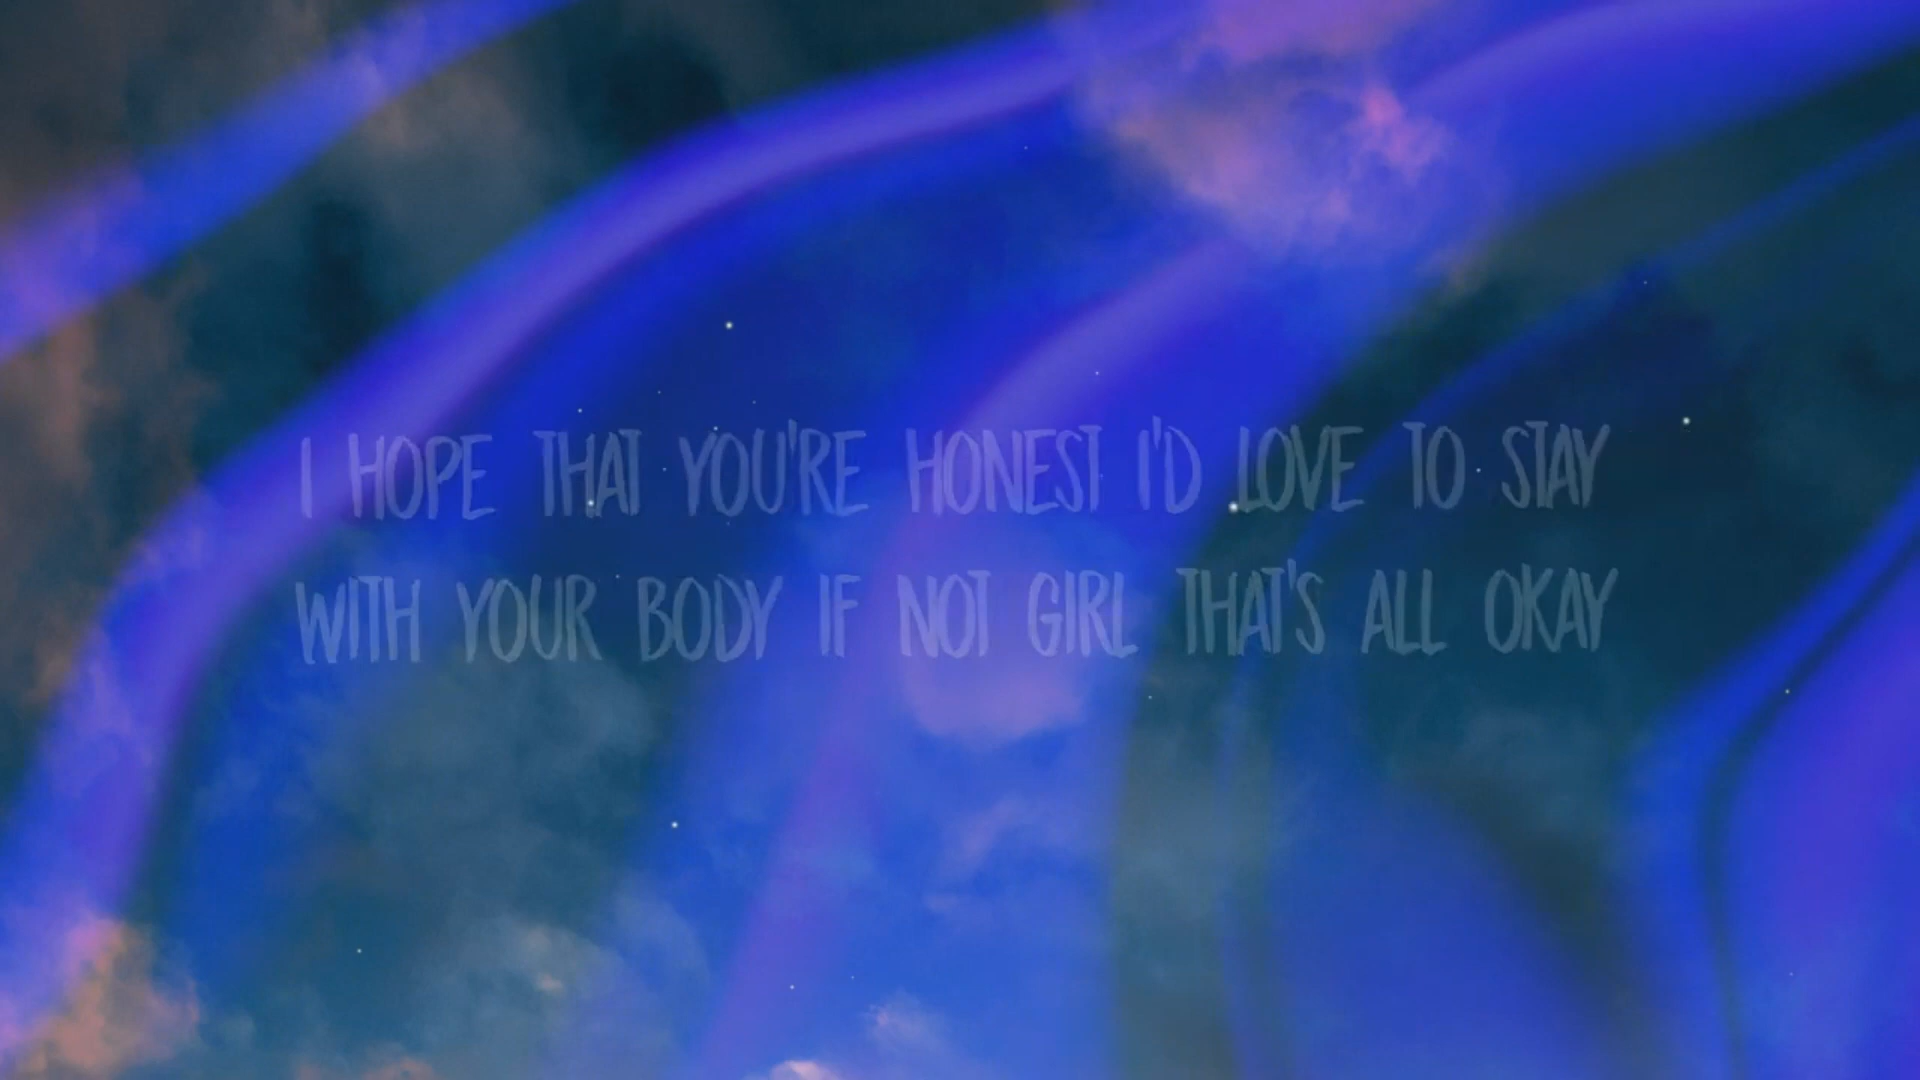 I HOPE THAT YOU'RE HONEST I'D LOVE TO STAY
WITH YOUR BODY IF NOT GIRL THAT'S ALL OKAY